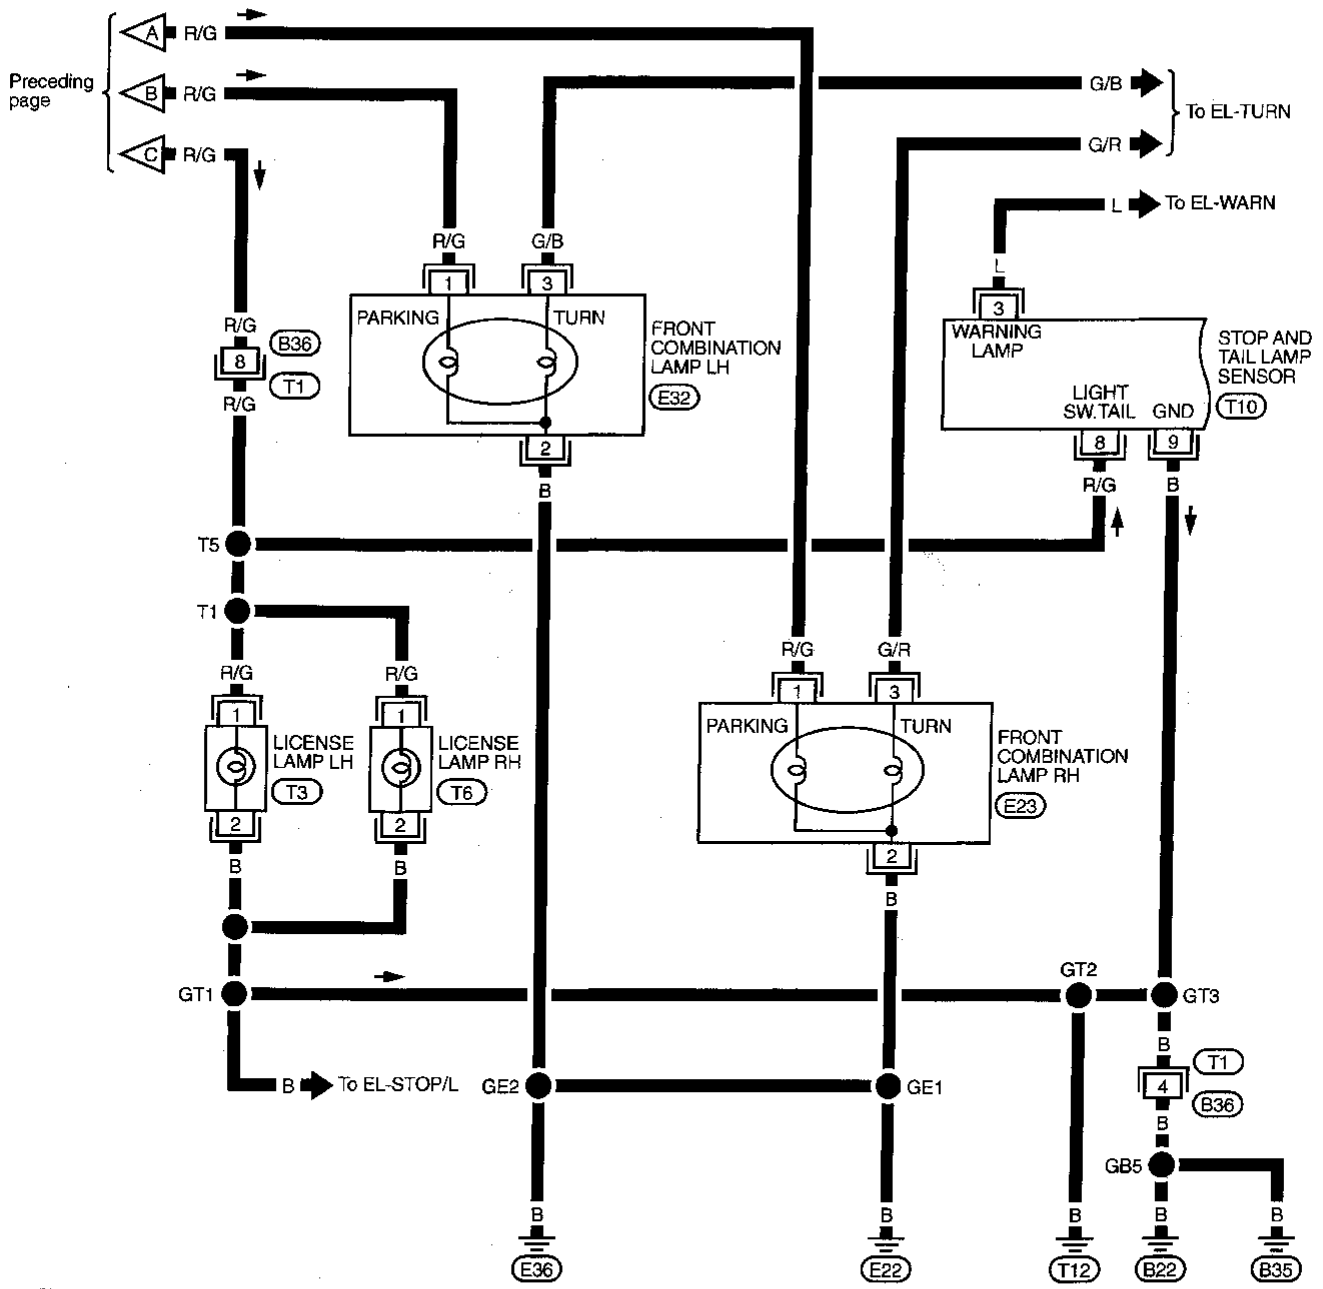 A R/G
Preceding
page
B R/G
C R/G
G/B
To EL-TURN
G/R
L To EL-WARN
R/G G/B
L
1 3
3
PARKING TURN
FRONT
COMBINATION
LAMP LH
E32
WARNING
LAMP
STOP AND
TAIL LAMP
SENSOR
T10
R/G
B36
8
T1
R/G
LIGHT
SW.TAIL GND
2
8 9
B
R/G B
T5
T1
R/G R/G
R/G G/R
1 1
1 3
LICENSE
LAMP LH
T3
LICENSE
LAMP RH
T6
PARKING TURN
FRONT
COMBINATION
LAMP RH
E23
2 2
2
B B
B
GT1
GT2
GT3
B
T1
4
B36
B
B To EL-STOP/L
GE2 GE1
GB5
B B B B B
E36 E22 T12 B22 B35